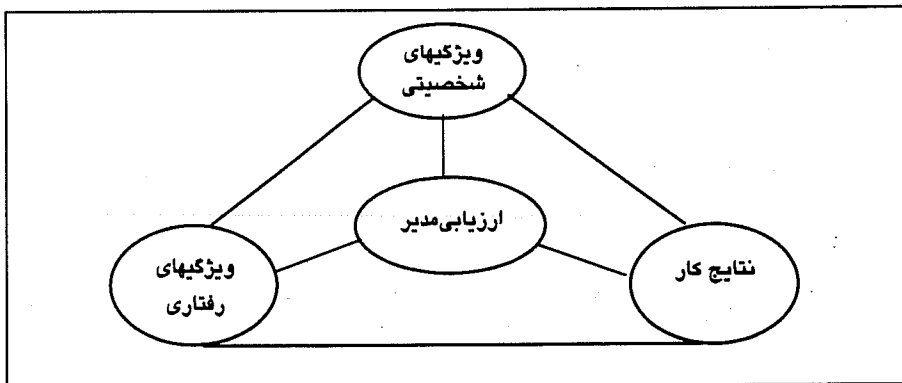 ویژگیهای
شخصیتی
ارزیابی‌مدیر
ویژگیهای
رفتاری
نتایج کار